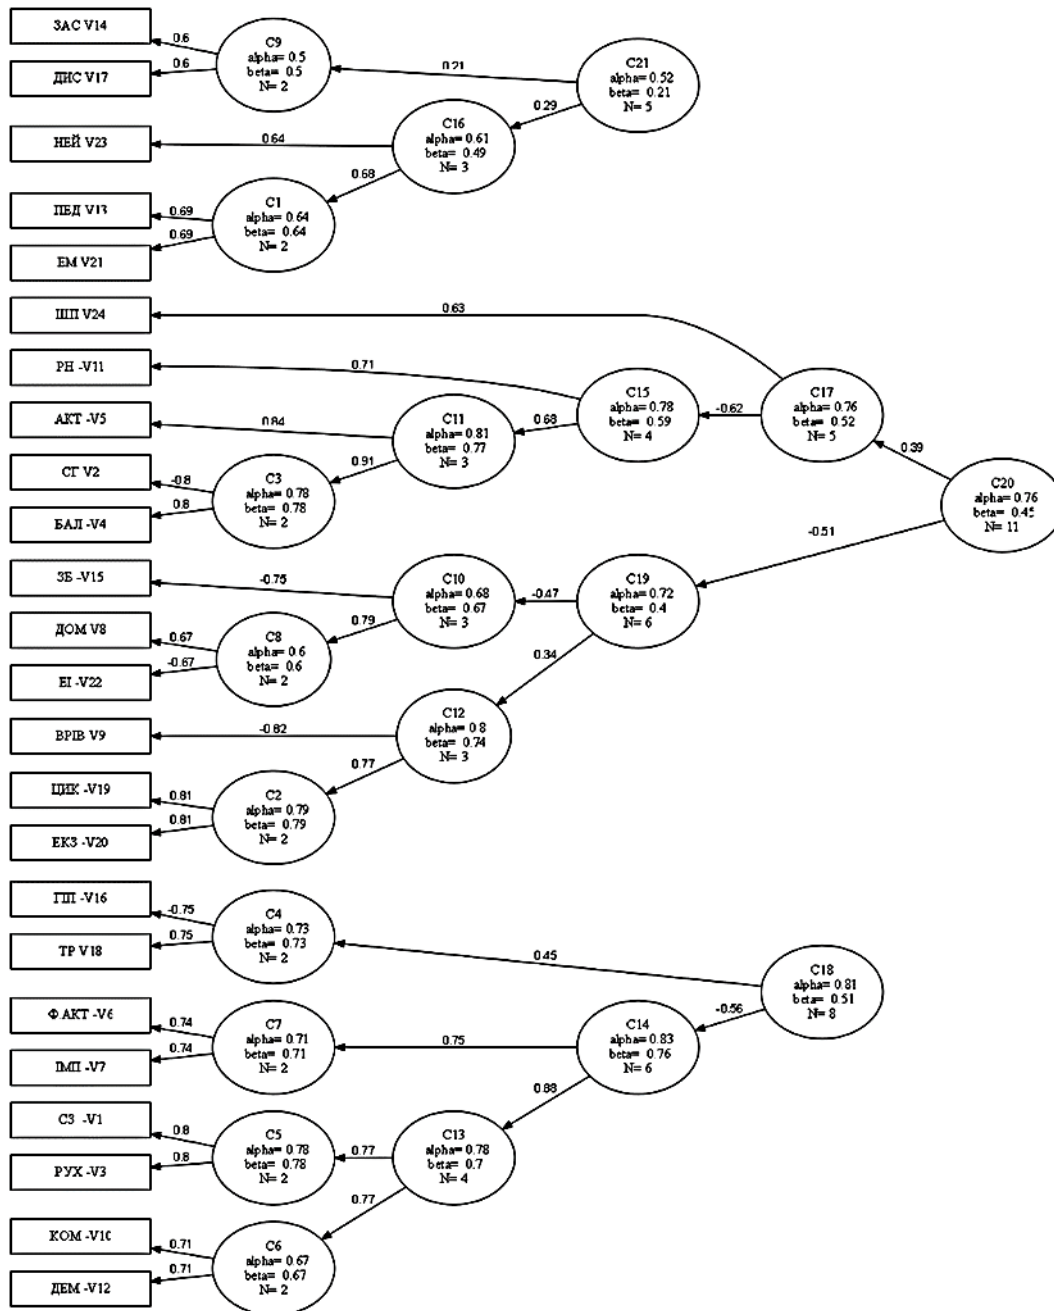 ЗАС V14
ДИС V17
НЕЙ V23
ПБД V13
ЕМ V21
ШП V24
РН -V11
АКТ -V5
СГ V2
БАЛ -V4
ЗБ -V15
ДОМ V8
ЕІ -V22
ВРІВ V9
ЦИК -V19
ЕКЗ -V20
ГІП -V16
ТР V18
ФАКТ -V6
ІМП -V7
СЗ -V1
РУХ -V3
КОМ -V10
ДЕМ -V12
0.6
0.6
C9
alpha= 0.5
beta= 0.5
N= 2
0.21
C21
alpha= 0.52
beta= 0.21
N= 5
0.29
0.64
C16
alpha= 0.61
beta= 0.49
N= 3
0.68
0.69
0.69
C1
alpha= 0.64
beta= 0.64
N= 2
0.63
0.71
C15
alpha= 0.78
beta= 0.59
N= 4
-0.62
C17
alpha= 0.76
beta= 0.52
N= 5
0.39
0.84
C11
alpha= 0.81
beta= 0.77
N= 3
0.68
0.91
-0.8
0.8
C3
alpha= 0.78
beta= 0.78
N= 2
C20
alpha= 0.76
beta= 0.45
N= 11
-0.51
-0.75
C10
alpha= 0.68
beta= 0.67
N= 3
-0.47
C19
alpha= 0.72
beta= 0.4
N= 6
0.79
0.67
-0.67
C8
alpha= 0.6
beta= 0.6
N= 2
0.34
-0.82
C12
alpha= 0.8
beta= 0.74
N= 3
0.77
0.81
0.81
C2
alpha= 0.79
beta= 0.79
N= 2
-0.75
0.75
C4
alpha= 0.73
beta= 0.73
N= 2
0.45
C18
alpha= 0.81
beta= 0.51
N= 8
-0.56
0.74
0.74
C7
alpha= 0.71
beta= 0.71
N= 2
0.75
C14
alpha= 0.83
beta= 0.76
N= 6
0.88
0.8
0.8
C5
alpha= 0.78
beta= 0.78
N= 2
0.77
C13
alpha= 0.78
beta= 0.7
N= 4
0.77
0.71
0.71
C6
alpha= 0.67
beta= 0.67
N= 2